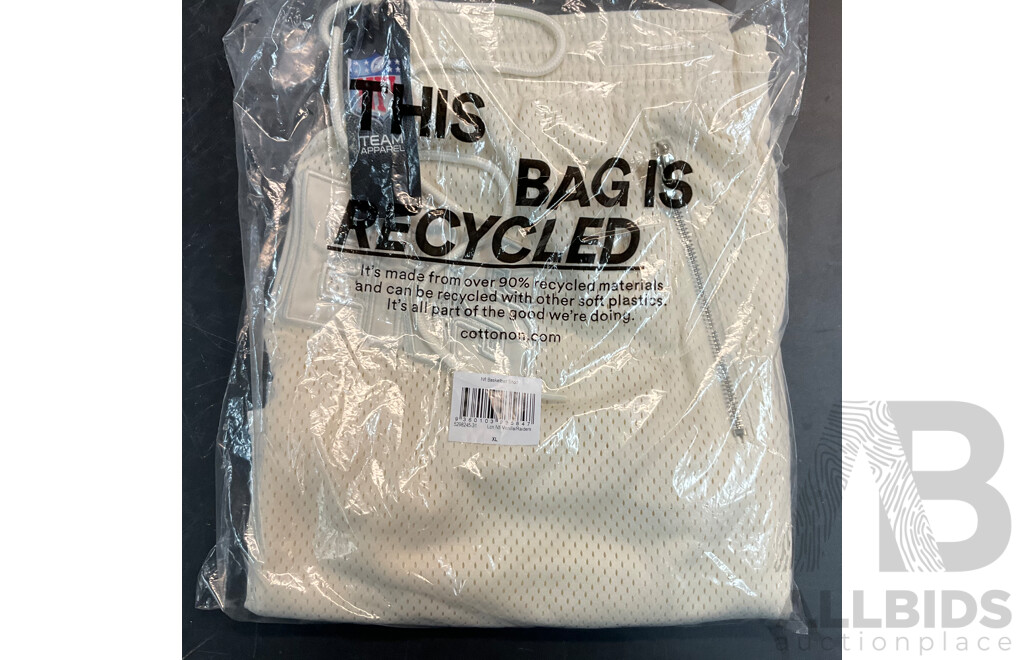 THIS
TEAM
APPAREL
BAG IS
RECYCLED
It's made from over 90% recycled materials
and can be recycled with other soft plastics.
It's all part of the good we're doing.
cottonon.com
XL
AB
ALLBIDS
auctionplace